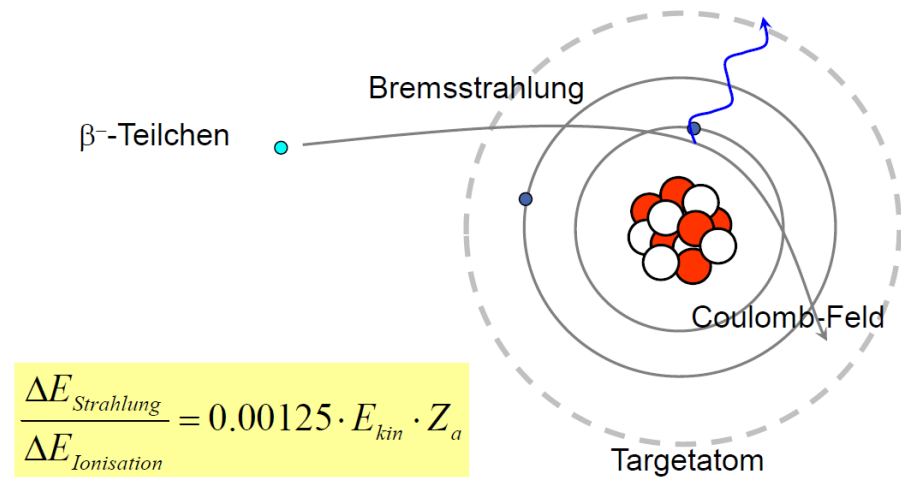 Bremsstrahlung
β⁻-Teilchen
Coulomb-Feld
ΔE_Strahlung / ΔE_Ionisation = 0.00125 · E_kin · Z_a
Targetatom